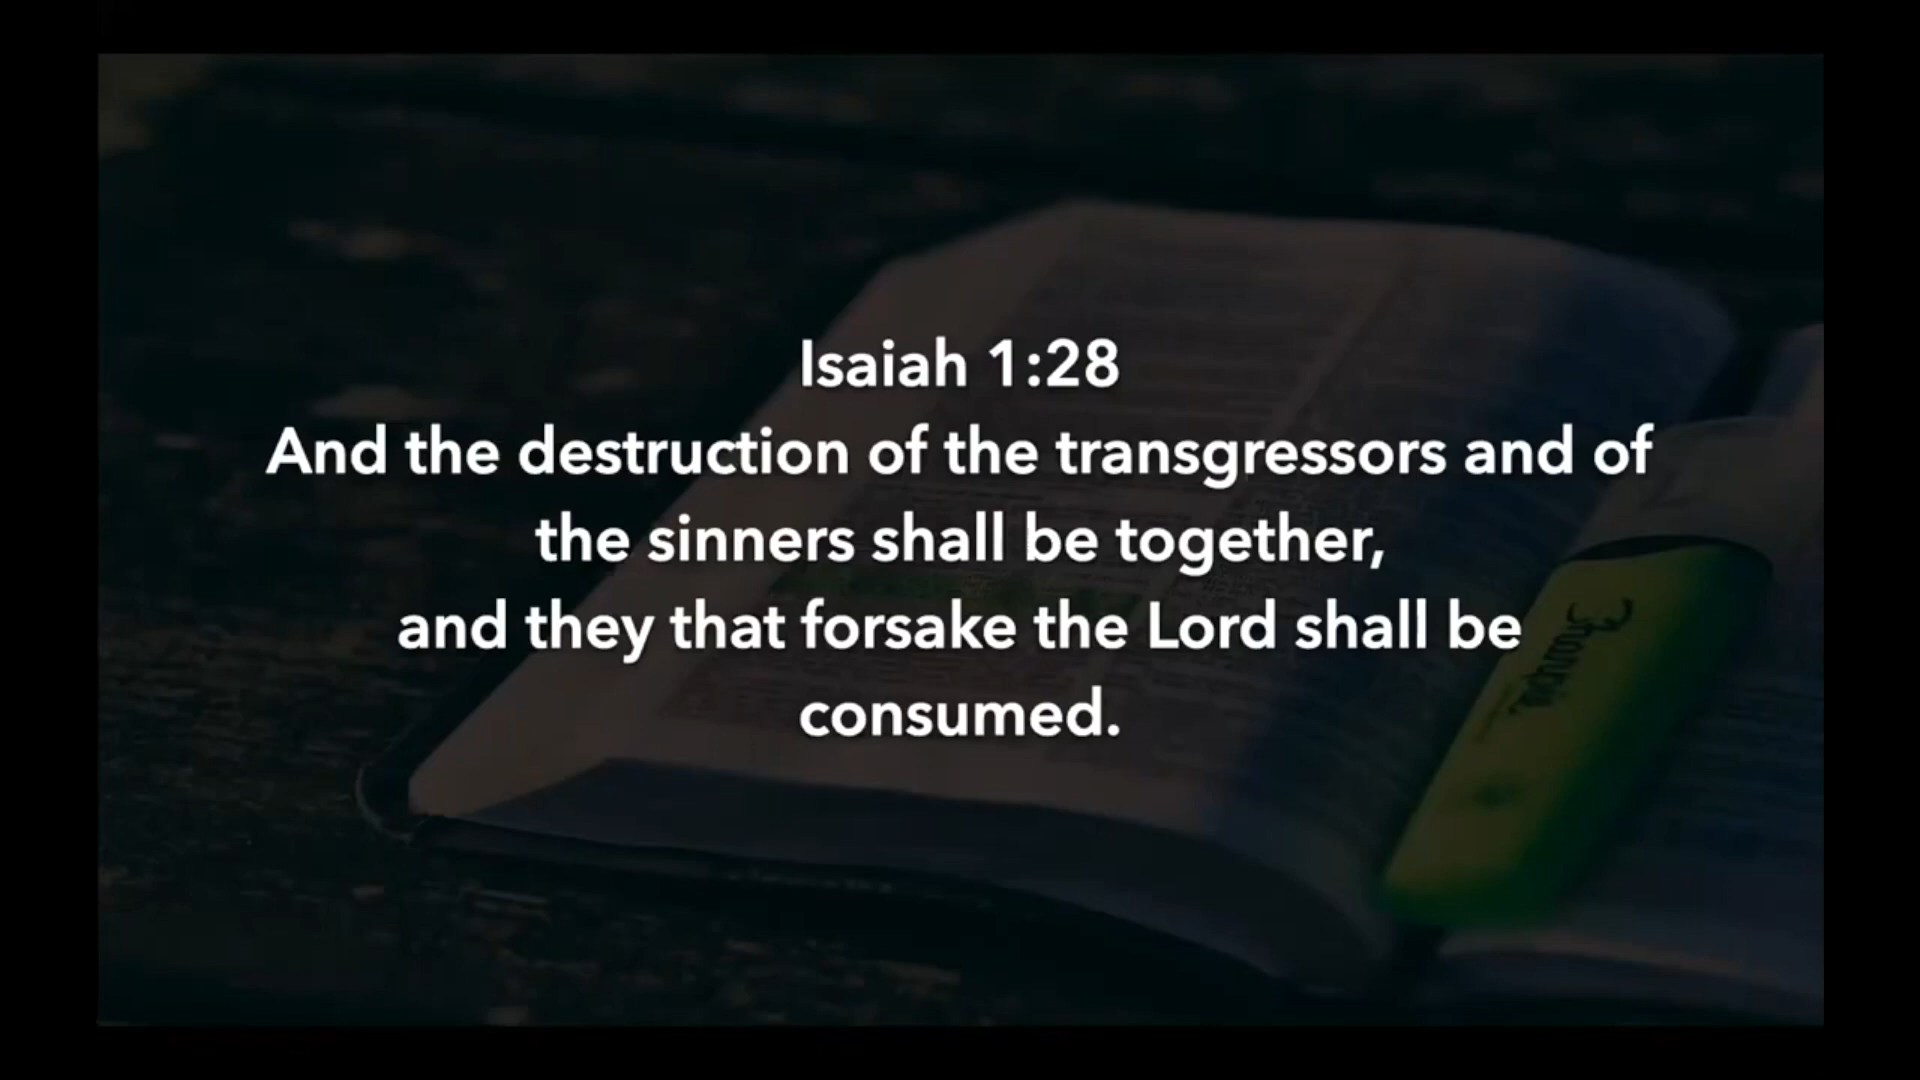 Isaiah 1:28
And the destruction of the transgressors and of
the sinners shall be together,
and they that forsake the Lord shall be
consumed.